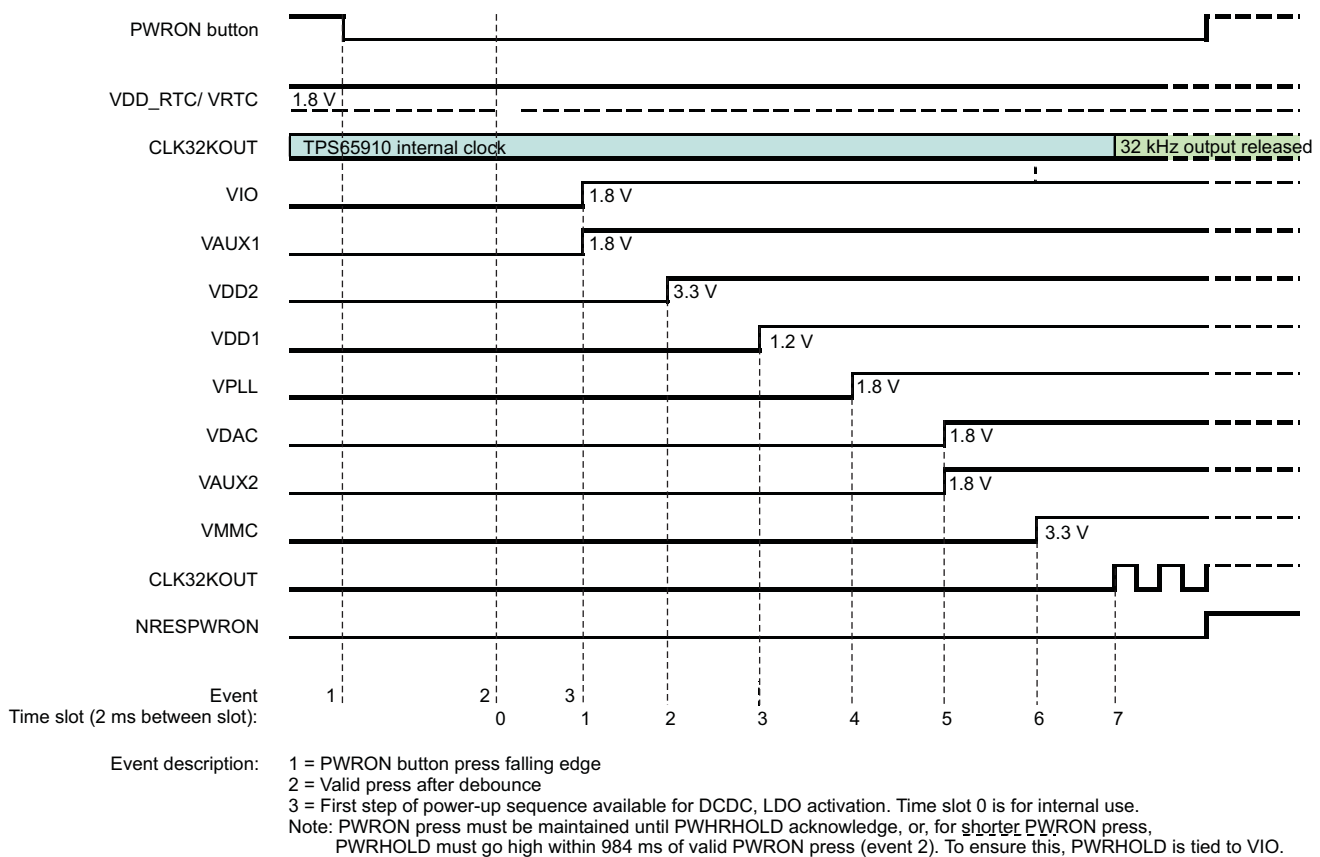 PWRON button
VDD_RTC/ VRTC
1.8 V
CLK32KOUT
TPS65910 internal clock
32 kHz output released
VIO
1.8 V
VAUX1
1.8 V
VDD2
3.3 V
VDD1
1.2 V
VPLL
1.8 V
VDAC
1.8 V
VAUX2
1.8 V
VMMC
3.3 V
CLK32KOUT
NRESPWRON
Event 1 2 3
Time slot (2 ms between slot): 0 1 2 3 4 5 6 7
Event description: 1 = PWRON button press falling edge
2 = Valid press after debounce
3 = First step of power-up sequence available for DCDC, LDO activation. Time slot 0 is for internal use.
Note: PWRON press must be maintained until PWHRHOLD acknowledge, or, for shorter PWRON press,
PWRHOLD must go high within 984 ms of valid PWRON press (event 2). To ensure this, PWRHOLD is tied to VIO.